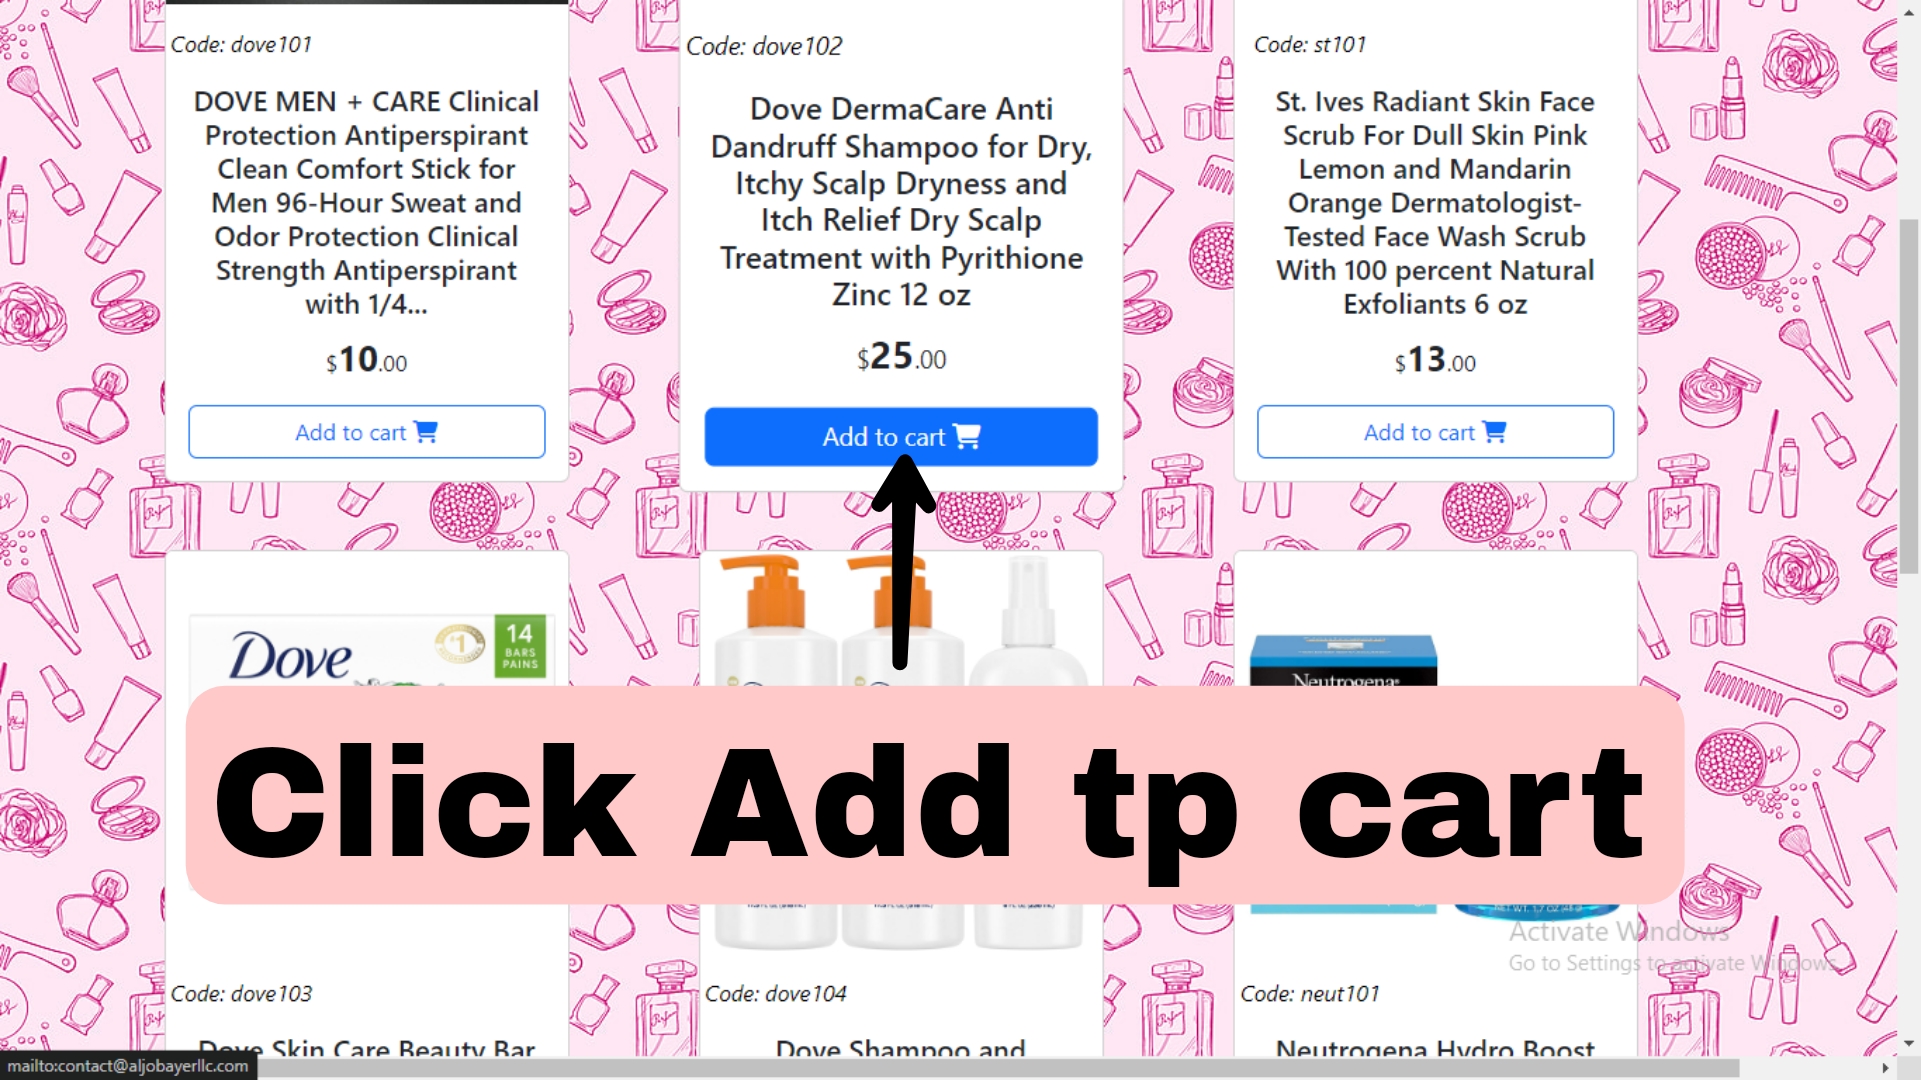 Code: dove101
DOVE MEN + CARE Clinical
Protection Antiperspirant
Clean Comfort Stick for
Men 96-Hour Sweat and
Odor Protection Clinical
Strength Antiperspirant
with 1/4...
$10.00
Add to cart
Code: dove102
Dove DermaCare Anti
Dandruff Shampoo for Dry,
Itchy Scalp Dryness and
Itch Relief Dry Scalp
Treatment with Pyrithione
Zinc 12 oz
$25.00
Add to cart
Code: st101
St. Ives Radiant Skin Face
Scrub For Dull Skin Pink
Lemon and Mandarin
Orange Dermatologist-
Tested Face Wash Scrub
With 100 percent Natural
Exfoliants 6 oz
$13.00
Add to cart
Dove
#1
14
BARS
PAINS
Neutrogena
Click Add tp cart
Activate Windows
Go to Settings to activate Windows.
Code: dove103
Dove Skin Care Beauty Bar
Code: dove104
Dove Shampoo and
Code: neut101
Neutrogena Hydro Boost
mailto:contact@aljobayerllc.com